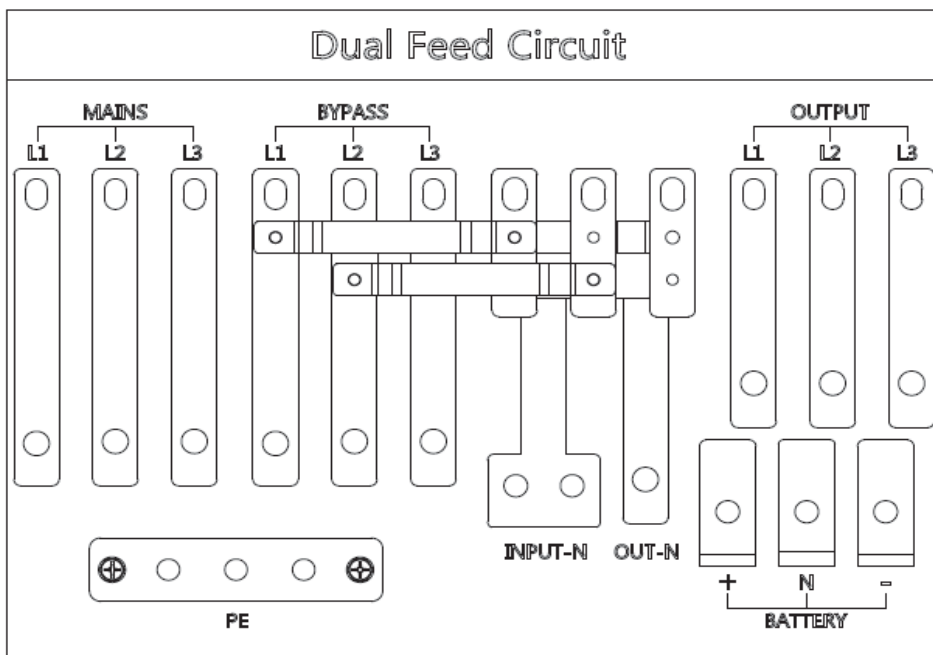 Dual Feed Circuit
MAINS BYPASS OUTPUT
L1 L2 L3 L1 L2 L3 L1 L2 L3
INPUT-N OUT-N
+ N -
PE BATTERY